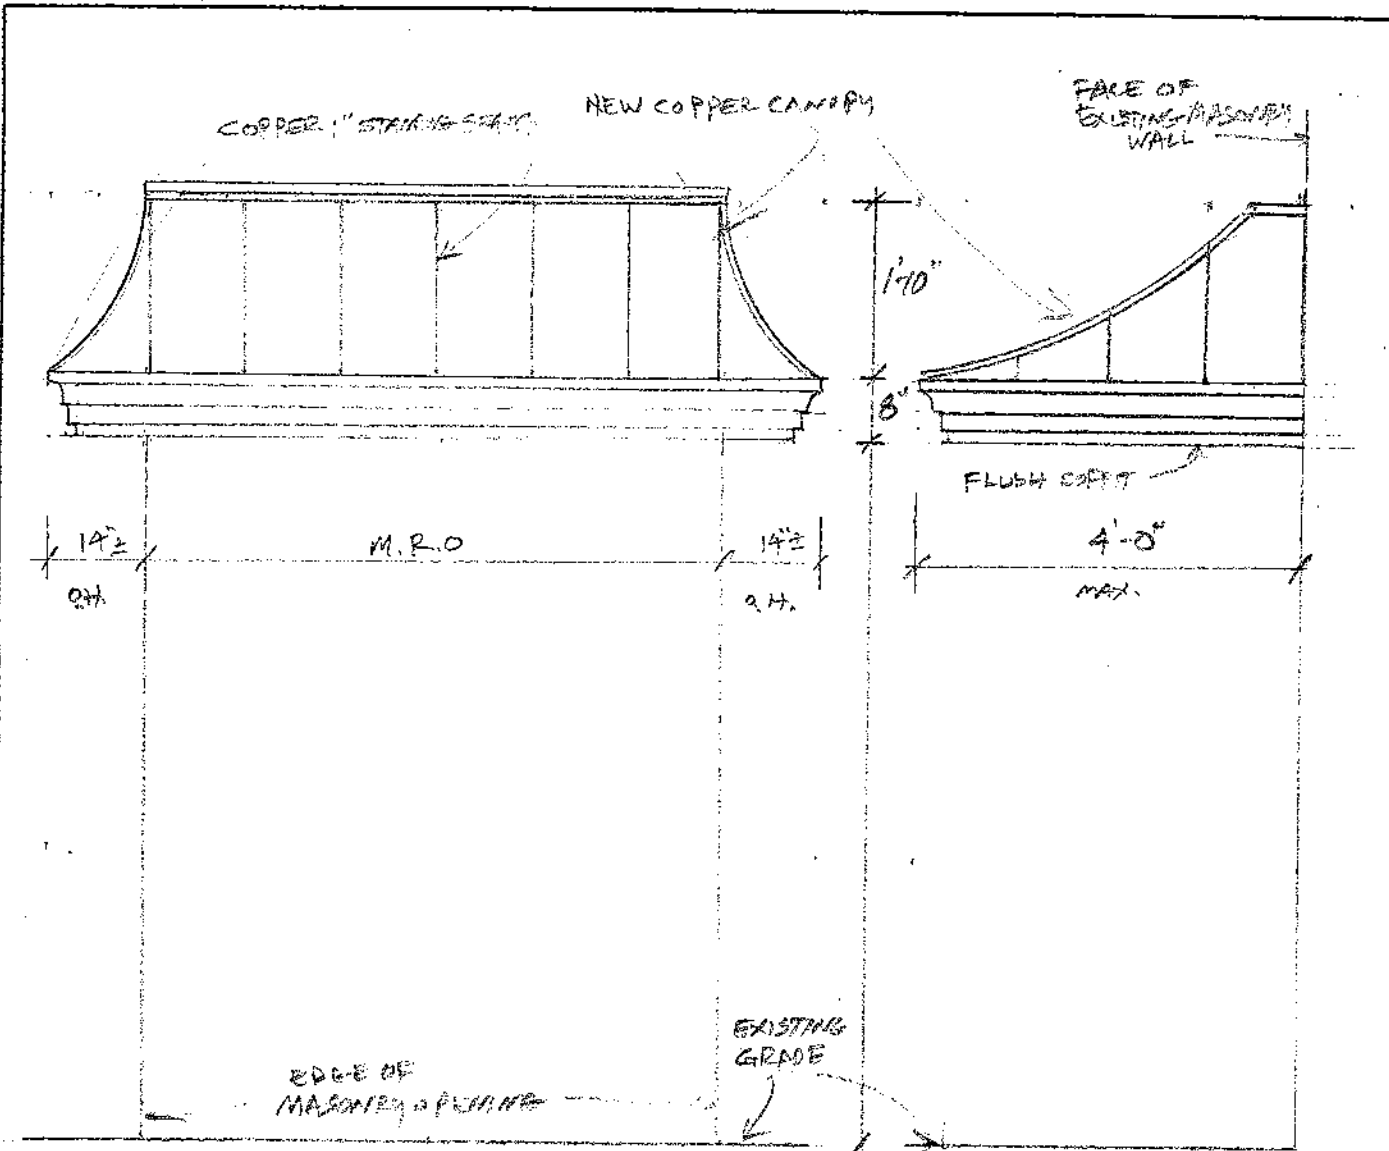 NEW COPPER CANOPY
COPPER "STANDING SEAM"
FACE OF
EXISTING MASONRY
WALL
1'-10"
8"
FLUSH SOFFIT
14"±
M.R.O
14"±
4'-0"
O.H.
O.H.
MAX.
EXISTING
GRADE
EDGE OF
MASONRY OPENING